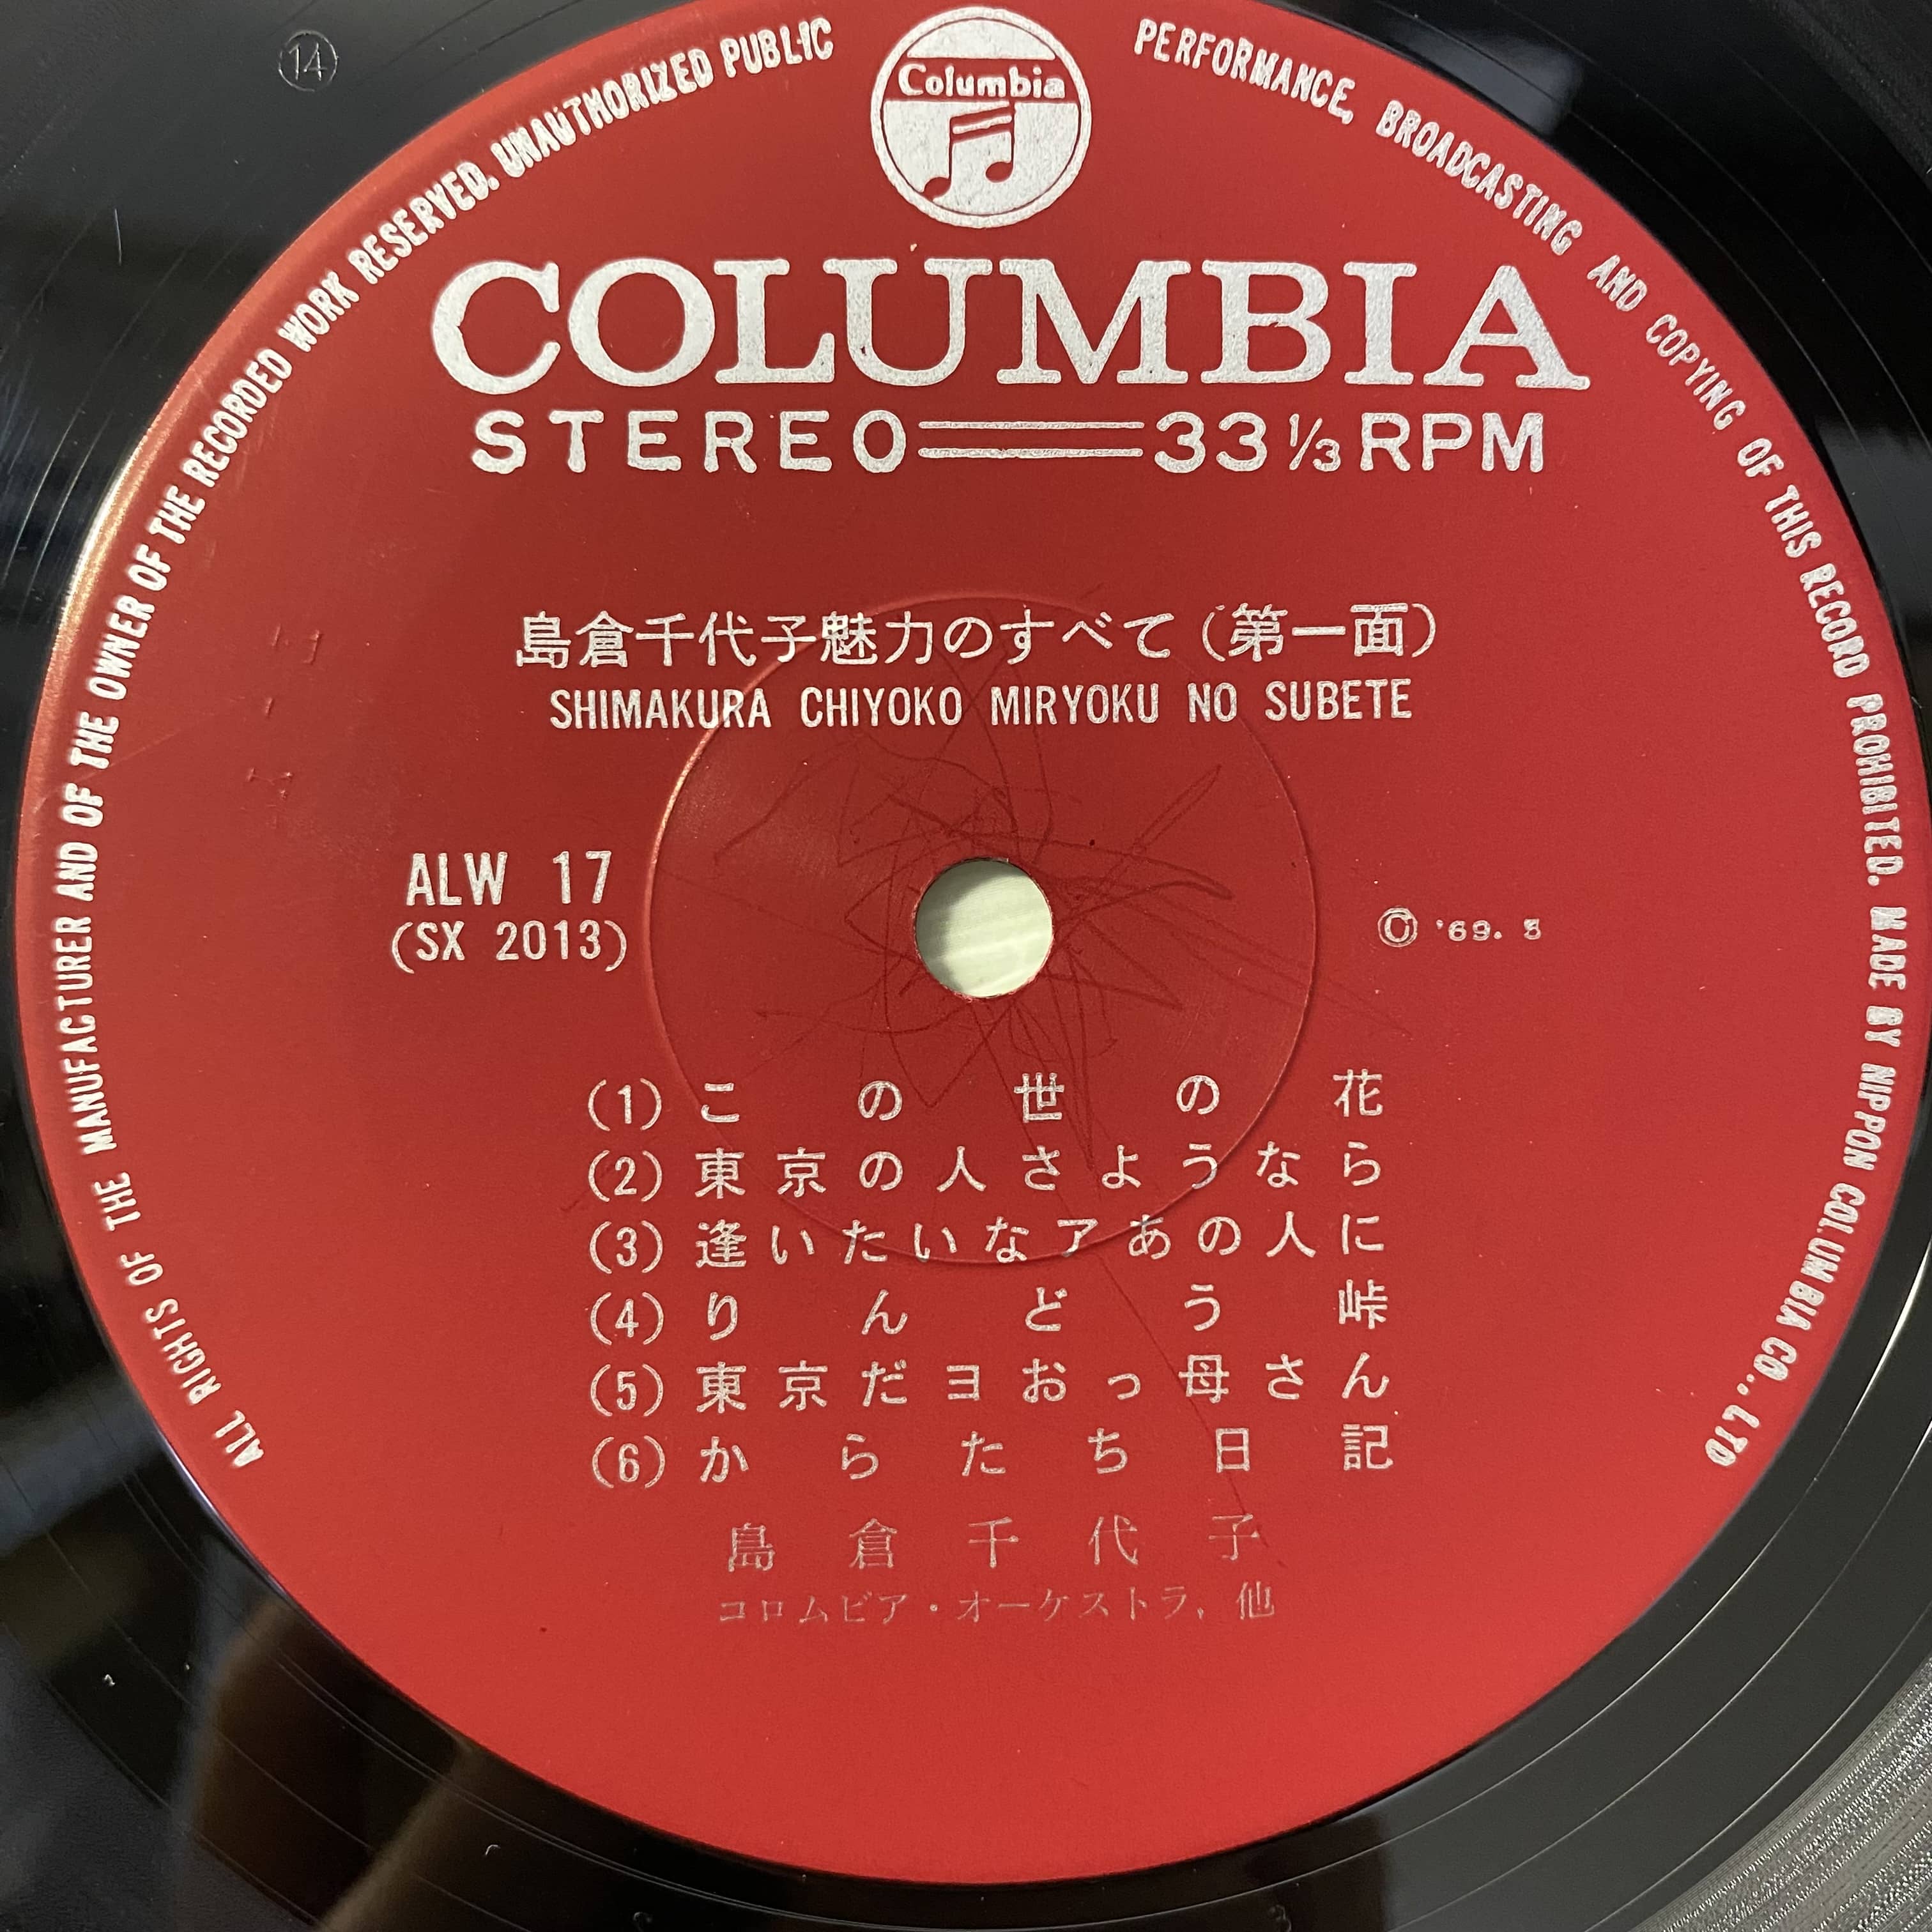 14
Columbia
COLUMBIA
STEREO 33 1/3 RPM
島倉千代子魅力のすべて(第一面)
SHIMAKURA CHIYOKO MIRYOKU NO SUBETE
ALW 17
(SX 2013)
© '69. 5
(1) この世の花
(2) 東京の人さようなら
(3) 逢いたいなアあの人に
(4) りんどう峠
(5) 東京だヨおっ母さん
(6) からたち日記
島倉千代子
コロムビア・オーケストラ, 他
ALL RIGHTS OF THE MANUFACTURER AND OF THE OWNER OF THE RECORDED WORK RESERVED. UNAUTHORIZED PUBLIC PERFORMANCE, BROADCASTING AND COPYING OF THIS RECORD PROHIBITED. MADE BY NIPPON COLUMBIA CO., LTD